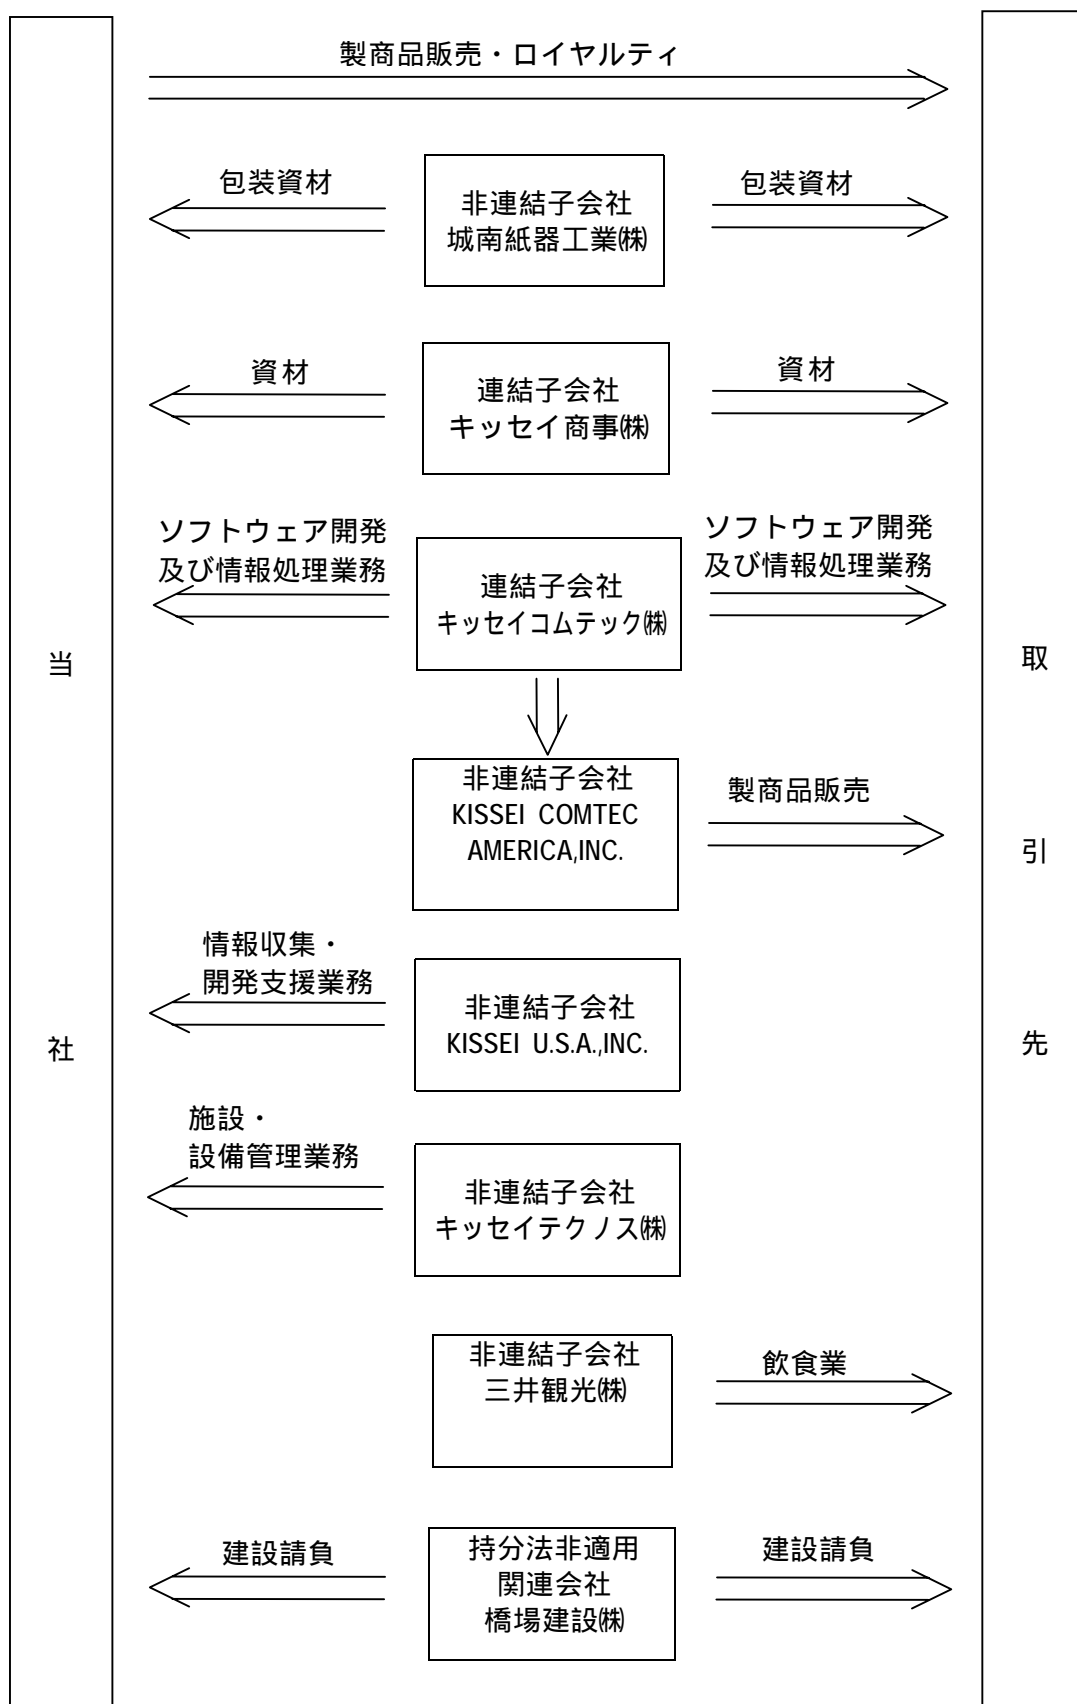 製商品販売・ロイヤルティ
包装資材
非連結子会社
城南紙器工業㈱
包装資材
資材
連結子会社
キッセイ商事㈱
資材
ソフトウェア開発
及び情報処理業務
連結子会社
キッセイコムテック㈱
ソフトウェア開発
及び情報処理業務
当
社
取
引
先
非連結子会社
KISSEI COMTEC
AMERICA,INC.
製商品販売
情報収集・
開発支援業務
非連結子会社
KISSEI U.S.A.,INC.
施設・
設備管理業務
非連結子会社
キッセイテクノス㈱
非連結子会社
三井観光㈱
飲食業
建設請負
持分法非適用
関連会社
橋場建設㈱
建設請負